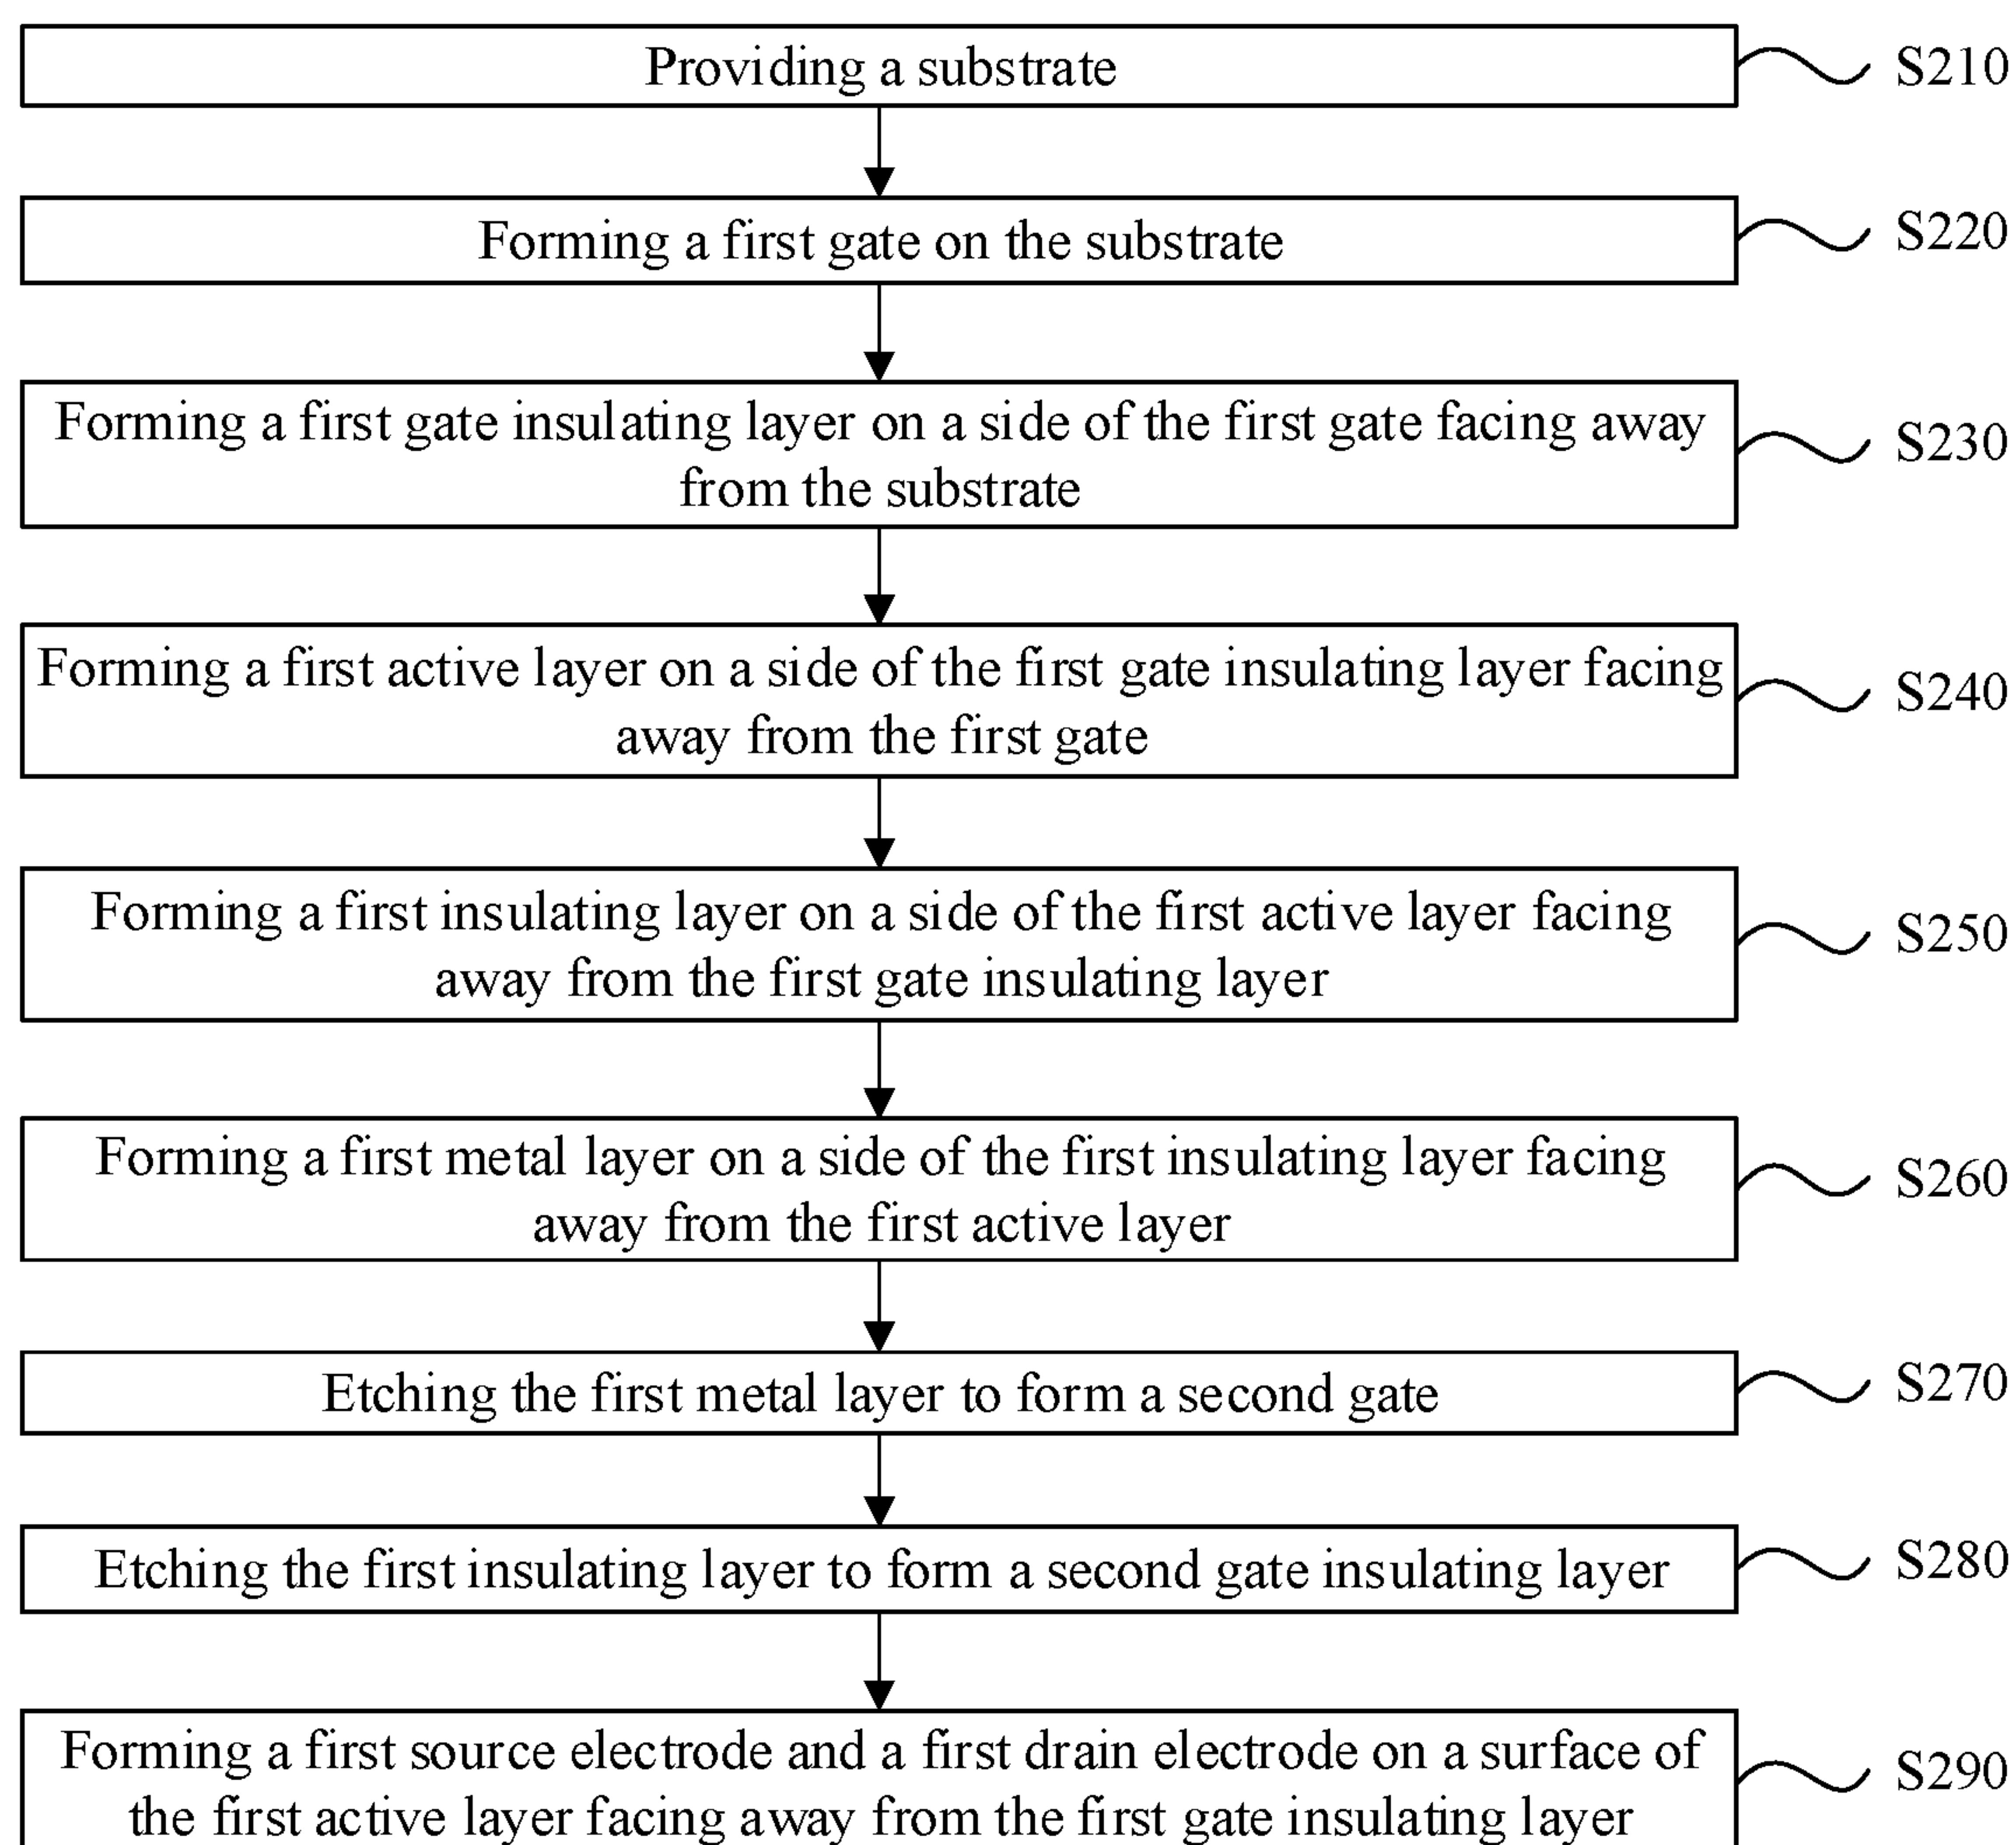 Providing a substrate
S210
Forming a first gate on the substrate
S220
Forming a first gate insulating layer on a side of the first gate facing away
from the substrate
S230
Forming a first active layer on a side of the first gate insulating layer facing
away from the first gate
S240
Forming a first insulating layer on a side of the first active layer facing
away from the first gate insulating layer
S250
Forming a first metal layer on a side of the first insulating layer facing
away from the first active layer
S260
Etching the first metal layer to form a second gate
S270
Etching the first insulating layer to form a second gate insulating layer
S280
Forming a first source electrode and a first drain electrode on a surface of
the first active layer facing away from the first gate insulating layer
S290